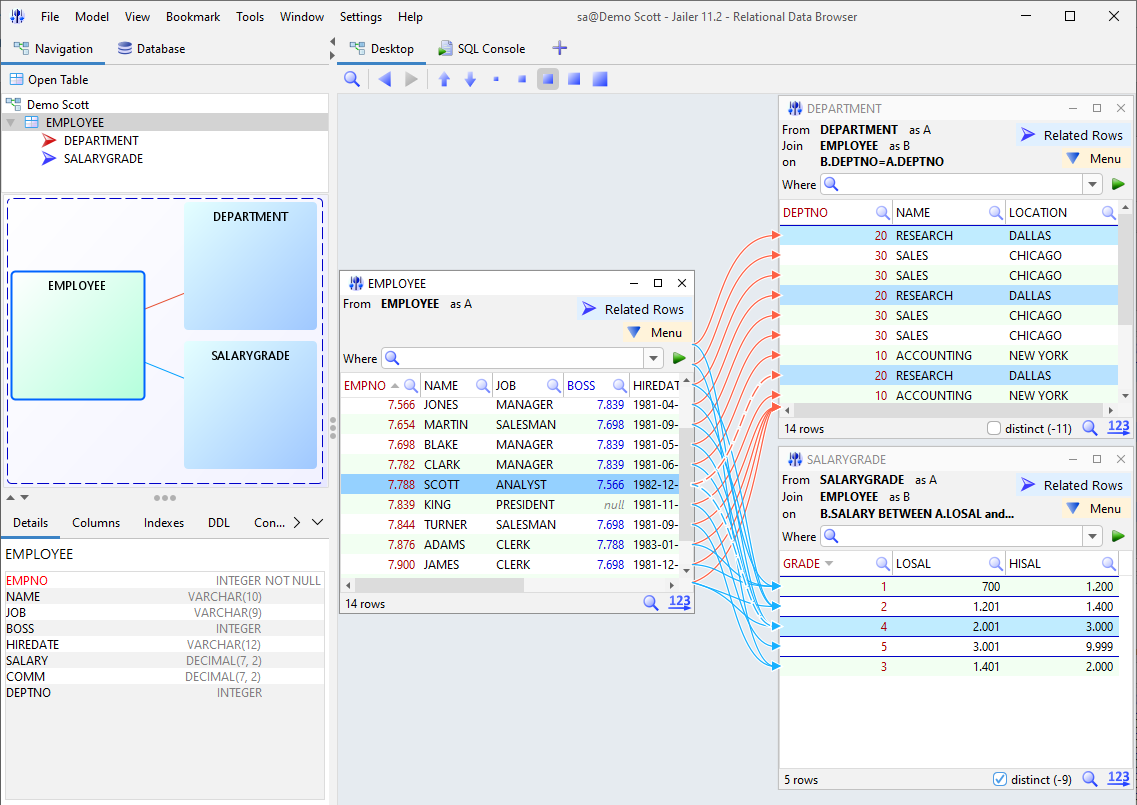 File Model View Bookmark Tools Window Settings Help
sa@Demo Scott - Jailer 11.2 - Relational Data Browser
Navigation Database
Desktop SQL Console
Open Table
Demo Scott
EMPLOYEE
DEPARTMENT
SALARYGRADE
DEPARTMENT
EMPLOYEE
SALARYGRADE
Details Columns Indexes DDL Con...
EMPLOYEE
EMPNO INTEGER NOT NULL
NAME VARCHAR(10)
JOB VARCHAR(9)
BOSS INTEGER
HIREDATE VARCHAR(12)
SALARY DECIMAL(7, 2)
COMM DECIMAL(7, 2)
DEPTNO INTEGER
EMPLOYEE
From EMPLOYEE as A
Related Rows
Menu
Where
EMPNO NAME JOB BOSS HIREDAT
7.566 JONES MANAGER 7.839 1981-04-
7.654 MARTIN SALESMAN 7.698 1981-09-
7.698 BLAKE MANAGER 7.839 1981-05-
7.782 CLARK MANAGER 7.839 1981-06-
7.788 SCOTT ANALYST 7.566 1982-12-
7.839 KING PRESIDENT null 1981-11-
7.844 TURNER SALESMAN 7.698 1981-09-
7.876 ADAMS CLERK 7.788 1983-01-
7.900 JAMES CLERK 7.698 1981-12-
14 rows 123
DEPARTMENT
From DEPARTMENT as A
Join EMPLOYEE as B
on B.DEPTNO=A.DEPTNO
Related Rows
Menu
Where
DEPTNO NAME LOCATION
20 RESEARCH DALLAS
30 SALES CHICAGO
30 SALES CHICAGO
20 RESEARCH DALLAS
30 SALES CHICAGO
30 SALES CHICAGO
10 ACCOUNTING NEW YORK
20 RESEARCH DALLAS
10 ACCOUNTING NEW YORK
14 rows distinct (-11) 123
SALARYGRADE
From SALARYGRADE as A
Join EMPLOYEE as B
on B.SALARY BETWEEN A.LOSAL and...
Related Rows
Menu
Where
GRADE LOSAL HISAL
1 700 1.200
2 1.201 1.400
4 2.001 3.000
5 3.001 9.999
3 1.401 2.000
5 rows distinct (-9) 123